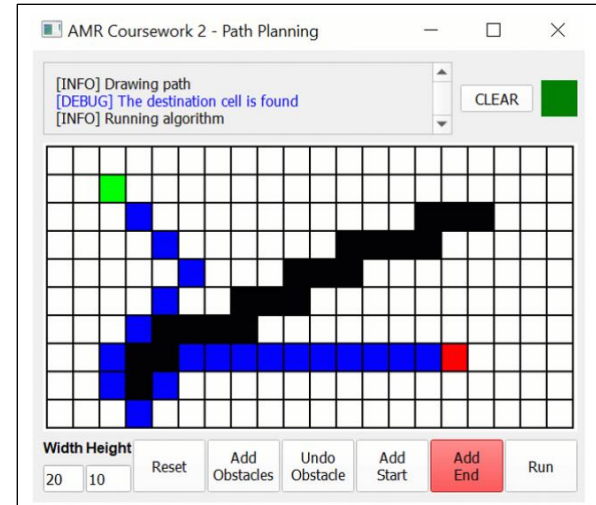 AMR Coursework 2 - Path Planning
[INFO] Drawing path
[DEBUG] The destination cell is found
[INFO] Running algorithm
CLEAR
Width Height
20 10
Reset
Add
Obstacles
Undo
Obstacle
Add
Start
Add
End
Run